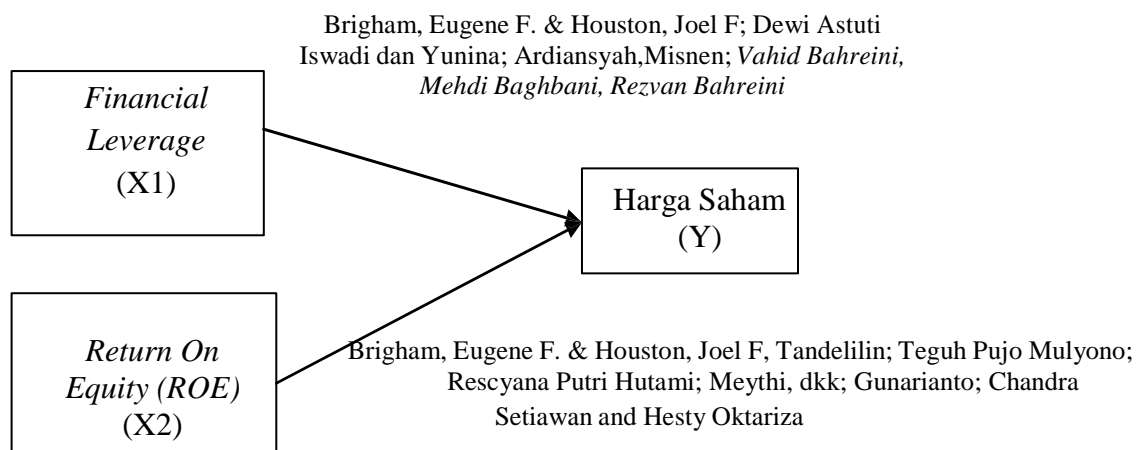 Brigham, Eugene F. & Houston, Joel F; Dewi Astuti
Iswadi dan Yunina; Ardiansyah,Misnen; Vahid Bahreini,
Mehdi Baghbani, Rezvan Bahreini
Financial
Leverage
(X1)
Harga Saham
(Y)
Return On
Equity (ROE)
(X2)
Brigham, Eugene F. & Houston, Joel F, Tandelilin; Teguh Pujo Mulyono;
Rescyana Putri Hutami; Meythi, dkk; Gunarianto; Chandra
Setiawan and Hesty Oktariza